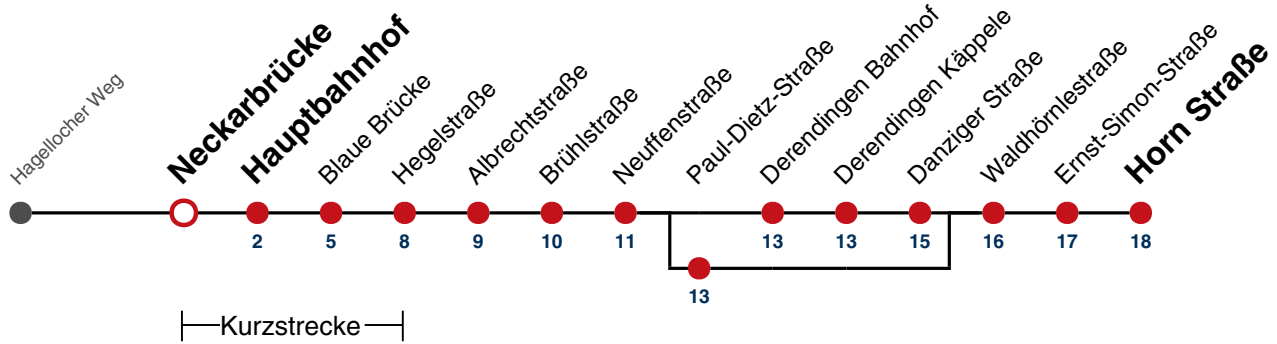 Hagellocher Weg
Neckarbrücke
Hauptbahnhof
Blaue Brücke
Hegelstraße
Albrechtstraße
Brühlstraße
Neuffenstraße
Paul-Dietz-Straße
Derendingen Bahnhof
Derendingen Käppele
Danziger Straße
Waldhörnlestraße
Ernst-Simon-Straße
Horn Straße
2 5 8 9 10 11 13 13 15 16 17 18
13
Kurzstrecke